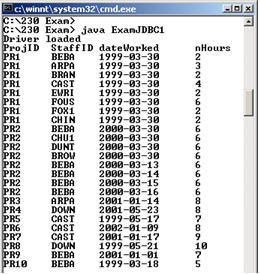 c:\winnt\system32\cmd.exe
C:\230 Exam>
C:\230 Exam> java ExamJDBC1
Driver loaded
ProjID StaffID dateWorked nHours
PR1 BEBA 1999-03-30 2
PR1 ARPA 1999-03-30 3
PR1 BRAN 1999-03-30 2
PR1 CAST 1999-03-30 4
PR1 EWRI 1999-03-30 2
PR1 FOUS 1999-03-30 6
PR1 FOX1 1999-03-30 2
PR1 CHIN 1999-03-30 2
PR2 BEBA 2000-03-30 6
PR2 CHU1 2000-03-30 6
PR2 DUNT 2000-03-30 6
PR2 BROW 2000-03-30 6
PR2 BEBA 2000-03-13 6
PR2 BEBA 2000-03-14 6
PR2 BEBA 2000-03-15 6
PR2 BEBA 2000-03-16 6
PR3 ARPA 2001-01-14 8
PR4 DOWN 2001-05-23 8
PR5 CAST 1999-05-17 7
PR6 CAST 2002-01-09 8
PR7 CAST 2001-01-17 9
PR8 DOWN 1999-05-21 10
PR9 BEBA 2001-01-01 7
PR10 BEBA 1999-03-18 5